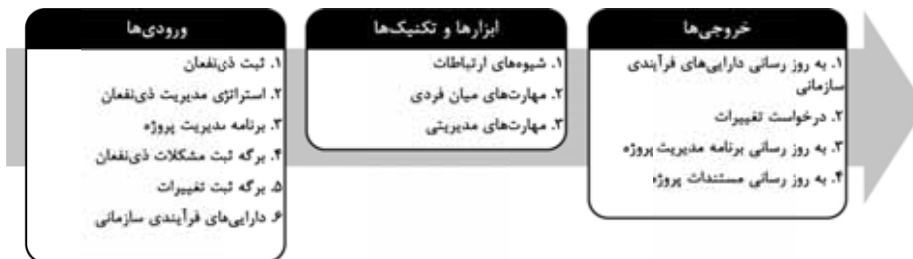 ورودی‌ها
۱. ثبت ذی‌نفعان
۲. استراتژی مدیریت ذی‌نفعان
۳. برنامه مدیریت پروژه
۴. برگه ثبت مشکلات ذی‌نفعان
۵. برگه ثبت تغییرات
۶. دارایی‌های فرآیندی سازمانی
ابزارها و تکنیک‌ها
۱. شیوه‌های ارتباطات
۲. مهارت‌های میان فردی
۳. مهارت‌های مدیریتی
خروجی‌ها
۱. به روز رسانی دارایی‌های فرآیندی
سازمانی
۲. درخواست تغییرات
۳. به روز رسانی برنامه مدیریت پروژه
۴. به روز رسانی مستندات پروژه